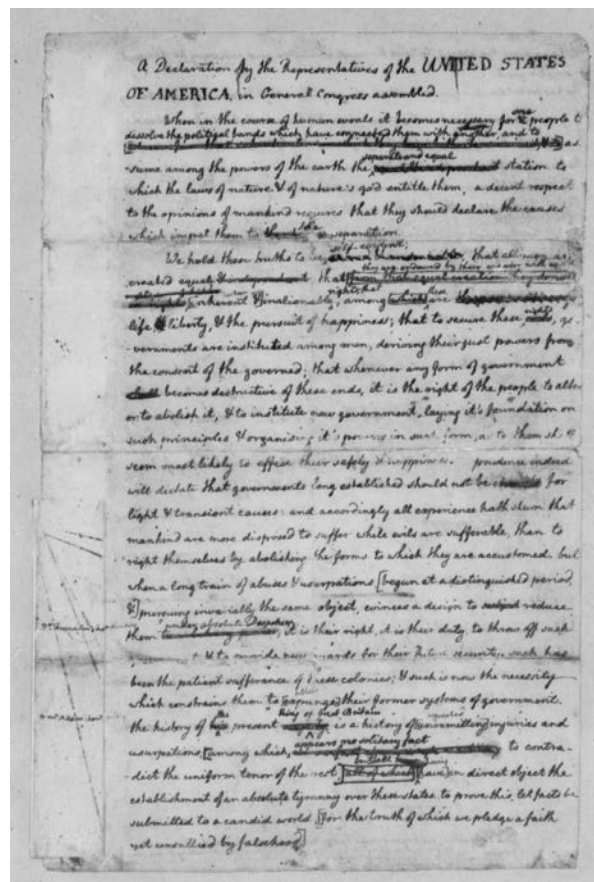 A Declaration by the Representatives of the UNITED STATES
OF AMERICA, in General Congress assembled.
When in the course of human events it becomes necessary for one people to
dissolve the political bands which have connected them with another, and to as
-sume among the powers of the earth the separate and equal station to
which the laws of nature & of nature's god entitle them, a decent respect
to the opinions of mankind requires that they should declare the causes
which impel them to the separation.
We hold these truths to be self-evident; that all men are
created equal that they are endowed by their creator with
inherent & inalienable rights; that among these are
life, liberty, & the pursuit of happiness; that to secure these rights, go
-vernments are instituted among men, deriving their just powers from
the consent of the governed; that whenever any form of government
becomes destructive of these ends, it is the right of the people to alter
or to abolish it, & to institute new government, laying it's foundation on
such principles & organising it's powers in such form, as to them sh
seem most likely to effect their safety & happiness. prudence indeed
will dictate that governments long established should not be for
light & transient causes: and accordingly all experience hath shewn that
mankind are more disposed to suffer while evils are sufferable, than to
right themselves by abolishing the forms to which they are accustomed. but
when a long train of abuses & usurpations [begun at a distinguished period,
&] pursuing invariably the same object, evinces a design to reduce
them under absolute Despotism, it is their right, it is their duty, to throw off such
& to provide new guards for their future security. such has
been the patient sufferance of these colonies; & such is now the necessity
which constrains them to [expunge] their former systems of government.
the history of the present King of Great Britain is a history of [unremitting] injuries and
usurpations, [among which, appears no solitary fact to contra-
-dict the uniform tenor of the rest, [all of which] [have] in direct object the
establishment of an absolute tyranny over these states. to prove this, let facts be
submitted to a candid world, [for the truth of which we pledge a faith
yet unsullied by falsehood]